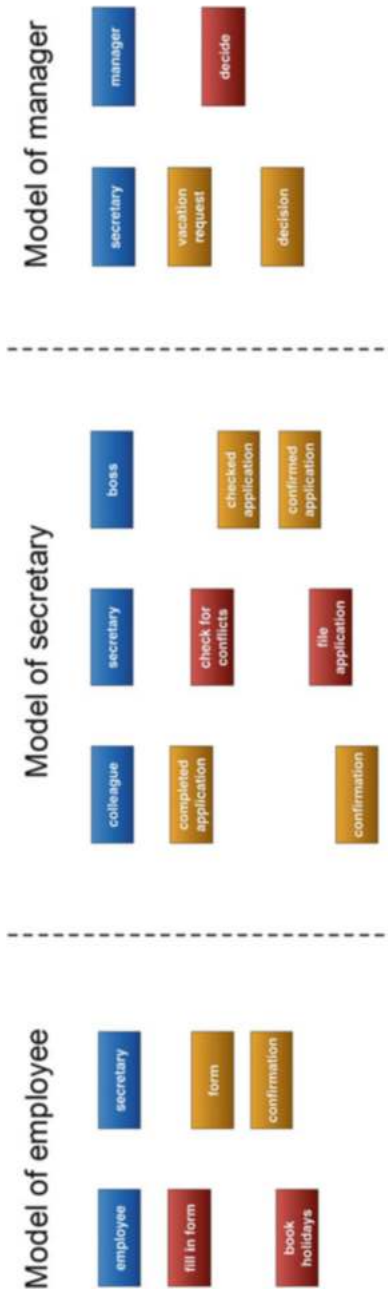 Model of employee
employee
secretary
fill in form
form
confirmation
book
holidays
Model of secretary
colleague
secretary
boss
completed
application
check for
conflicts
checked
application
confirmed
application
file
application
confirmation
Model of manager
secretary
manager
vacation
request
decide
decision